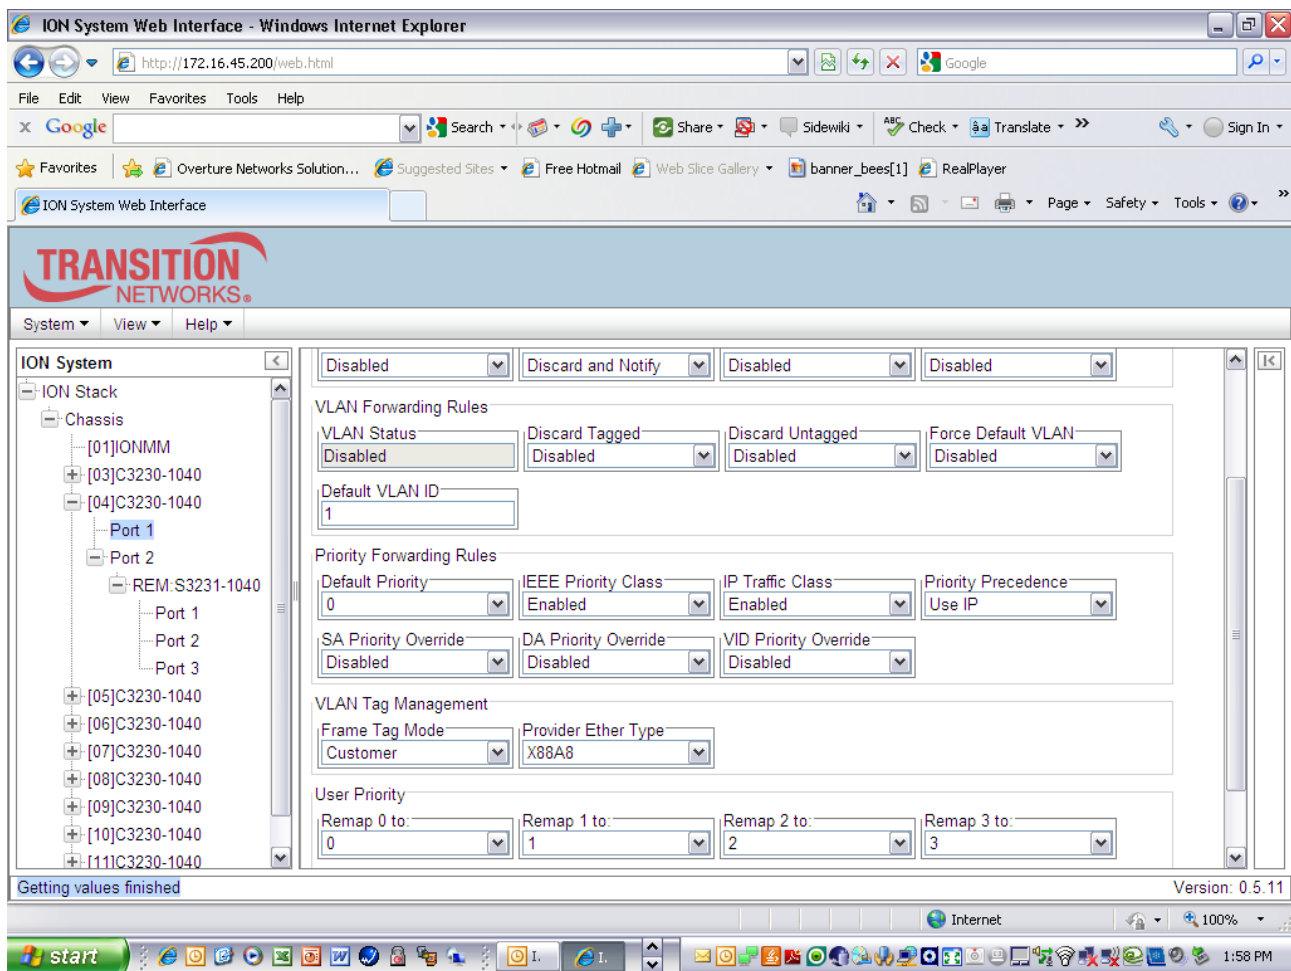 ION System Web Interface - Windows Internet Explorer
http://172.16.45.200/web.html
Google
File Edit View Favorites Tools Help
x Google Search Share Sidewiki Check Translate Sign In
Favorites Overture Networks Solution... Suggested Sites Free Hotmail Web Slice Gallery banner_bees[1] RealPlayer
ION System Web Interface Page Safety Tools
TRANSITION
NETWORKS®
System View Help
ION System
ION Stack
Chassis
[01]IONMM
[03]C3230-1040
[04]C3230-1040
Port 1
Port 2
REM:S3231-1040
Port 1
Port 2
Port 3
[05]C3230-1040
[06]C3230-1040
[07]C3230-1040
[08]C3230-1040
[09]C3230-1040
[10]C3230-1040
[11]C3230-1040
Disabled Discard and Notify Disabled Disabled
VLAN Forwarding Rules
VLAN Status Discard Tagged Discard Untagged Force Default VLAN
Disabled Disabled Disabled Disabled
Default VLAN ID
1
Priority Forwarding Rules
Default Priority IEEE Priority Class IP Traffic Class Priority Precedence
0 Enabled Enabled Use IP
SA Priority Override DA Priority Override VID Priority Override
Disabled Disabled Disabled
VLAN Tag Management
Frame Tag Mode Provider Ether Type
Customer X88A8
User Priority
Remap 0 to: Remap 1 to: Remap 2 to: Remap 3 to:
0 1 2 3
Getting values finished Version: 0.5.11
Internet 100%
start I. I. 1:58 PM